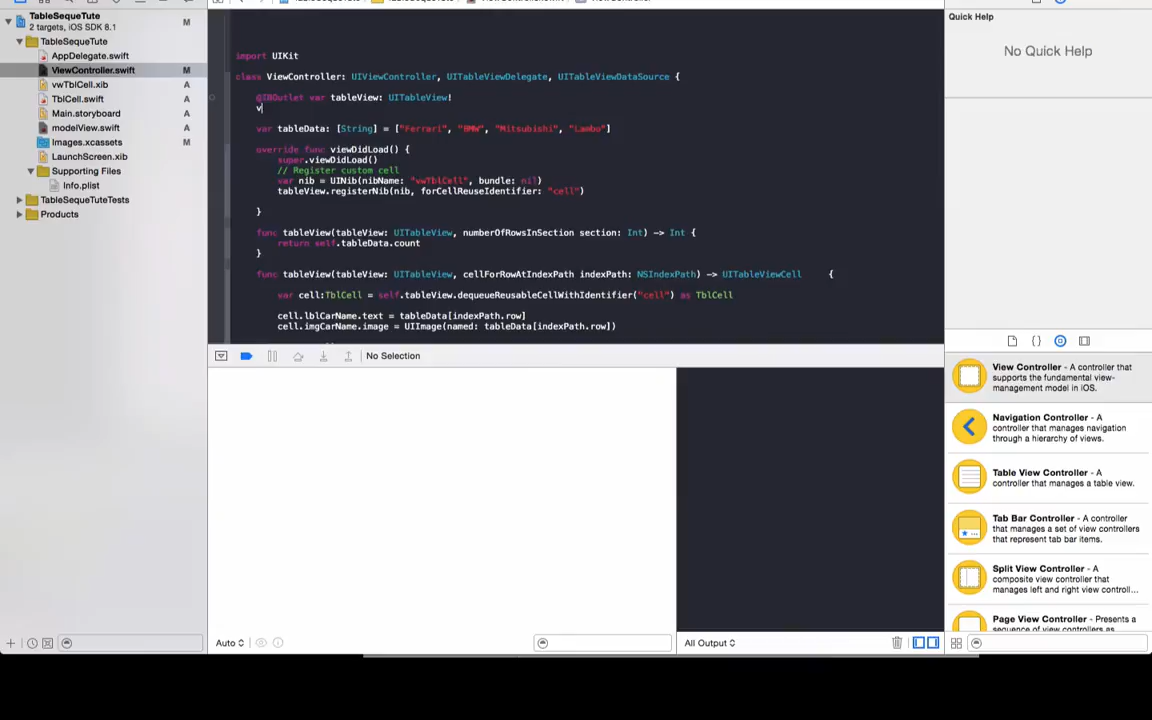 TableSequeTute
M
2 targets, iOS SDK 8.1
TableSequeTute
AppDelegate.swift
ViewController.swift
M
vwTblCell.xib
A
TblCell.swift
A
Main.storyboard
A
modelView.swift
A
Images.xcassets
M
LaunchScreen.xib
Supporting Files
Info.plist
TableSequeTuteTests
Products
import UIKit
class ViewController: UIViewController, UITableViewDelegate, UITableViewDataSource {
@IBOutlet var tableView: UITableView!
v
var tableData: [String] = ["Ferrari", "BMW", "Mitsubishi", "Lambo"]
override func viewDidLoad() {
super.viewDidLoad()
// Register custom cell
var nib = UINib(nibName: "vwTblCell", bundle: nil)
tableView.registerNib(nib, forCellReuseIdentifier: "cell")
}
func tableView(tableView: UITableView, numberOfRowsInSection section: Int) -> Int {
return self.tableData.count
}
func tableView(tableView: UITableView, cellForRowAtIndexPath indexPath: NSIndexPath) -> UITableViewCell {
var cell:TblCell = self.tableView.dequeueReusableCellWithIdentifier("cell") as TblCell
cell.lblCarName.text = tableData[indexPath.row]
cell.imgCarName.image = UIImage(named: tableData[indexPath.row])
No Selection
Auto
All Output
Quick Help
No Quick Help
View Controller - A controller that
supports the fundamental view-
management model in iOS.
Navigation Controller - A
controller that manages navigation
through a hierarchy of views.
Table View Controller - A
controller that manages a table view.
Tab Bar Controller - A controller
that manages a set of view controllers
that represent tab bar items.
Split View Controller - A
composite view controller that
manages left and right view controll...
Page View Controller - Presents a
sequence of view controllers as